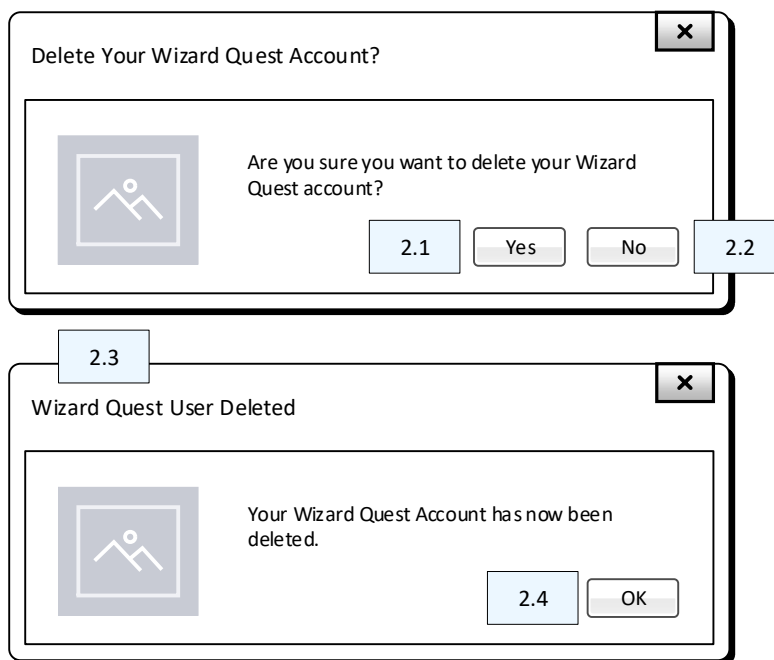 Delete Your Wizard Quest Account?
Are you sure you want to delete your Wizard
Quest account?
2.1 Yes No 2.2
2.3
Wizard Quest User Deleted
Your Wizard Quest Account has now been
deleted.
2.4 OK